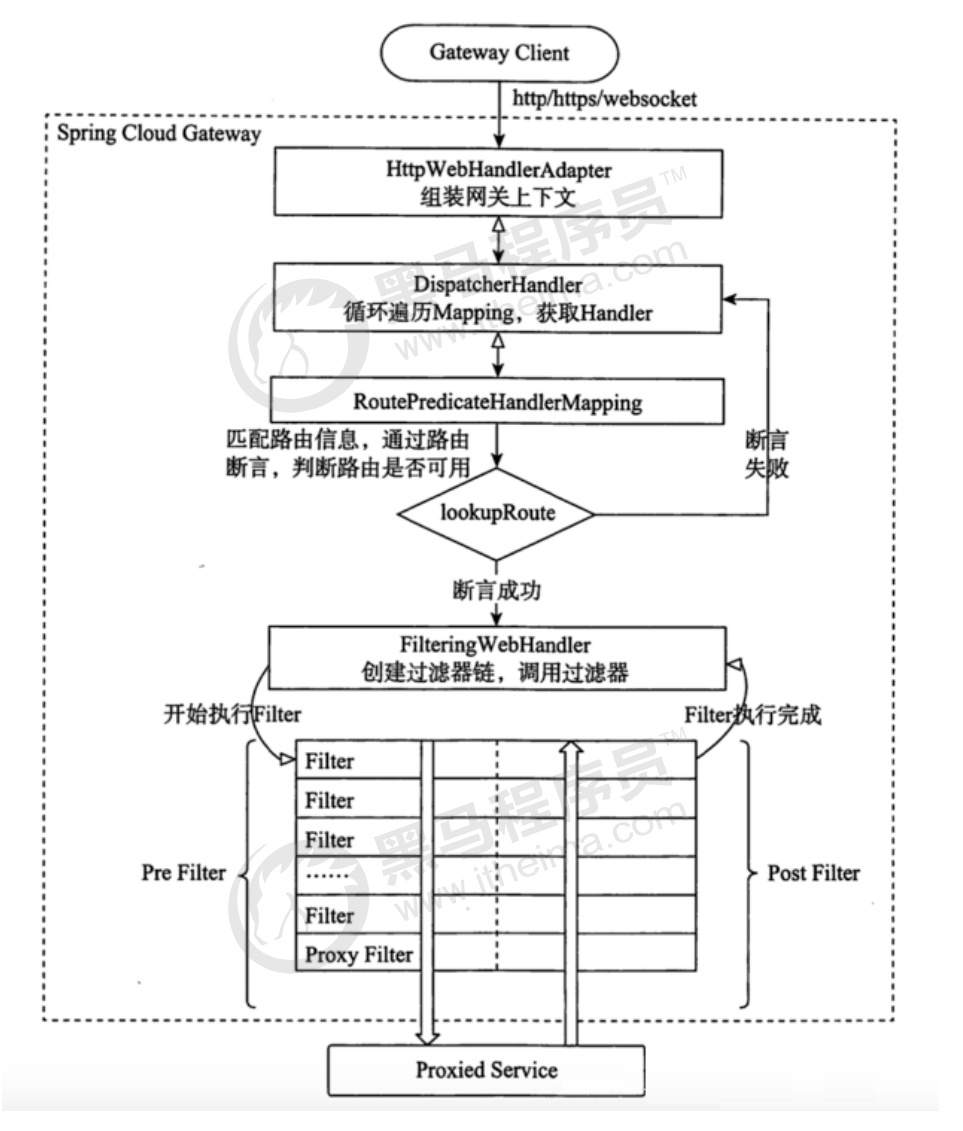 Gateway Client
http/https/websocket
Spring Cloud Gateway
HttpWebHandlerAdapter
组装网关上下文
DispatcherHandler
循环遍历Mapping，获取Handler
RoutePredicateHandlerMapping
匹配路由信息，通过路由
断言，判断路由是否可用
断言
失败
lookupRoute
断言成功
FilteringWebHandler
创建过滤器链，调用过滤器
开始执行Filter
Filter执行完成
Filter
Filter
Filter
······
Filter
Proxy Filter
Pre Filter
Post Filter
Proxied Service
黑马程序员™
www.itheima.com
黑马程序员™
www.itheima.com